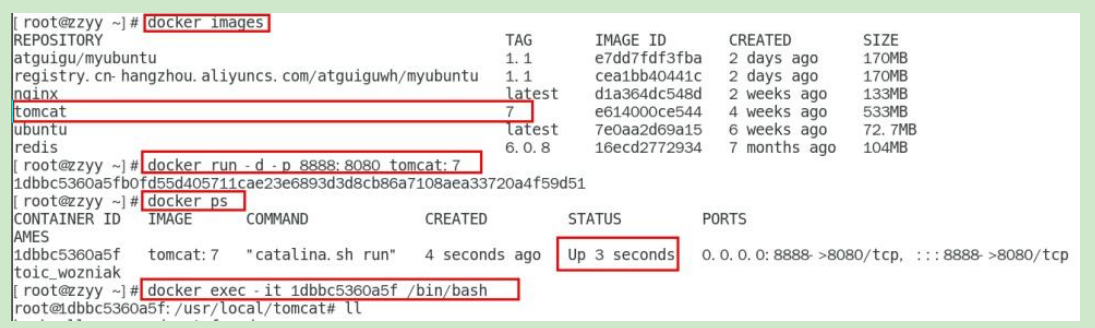 [root@zzyy ~]# docker images
REPOSITORY TAG IMAGE ID CREATED SIZE
atguigu/myubuntu 1.1 e7dd7fdf3fba 2 days ago 170MB
registry.cn-hangzhou.aliyuncs.com/atguiguwh/myubuntu 1.1 cea1bb40441c 2 days ago 170MB
nginx latest d1a364dc548d 2 weeks ago 133MB
tomcat 7 e614000ce544 4 weeks ago 533MB
ubuntu latest 7e0aa2d69a15 6 weeks ago 72.7MB
redis 6.0.8 16ecd2772934 7 months ago 104MB
[root@zzyy ~]# docker run -d -p 8888:8080 tomcat:7
1dbbc5360a5fb0fd55d405711cae23e6893d3d8cb86a7108aea33720a4f59d51
[root@zzyy ~]# docker ps
CONTAINER ID IMAGE COMMAND CREATED STATUS PORTS
AMES
1dbbc5360a5f tomcat:7 "catalina.sh run" 4 seconds ago Up 3 seconds 0.0.0.0:8888->8080/tcp, :::8888->8080/tcp
toic_wozniak
[root@zzyy ~]# docker exec -it 1dbbc5360a5f /bin/bash
root@1dbbc5360a5f:/usr/local/tomcat# ll